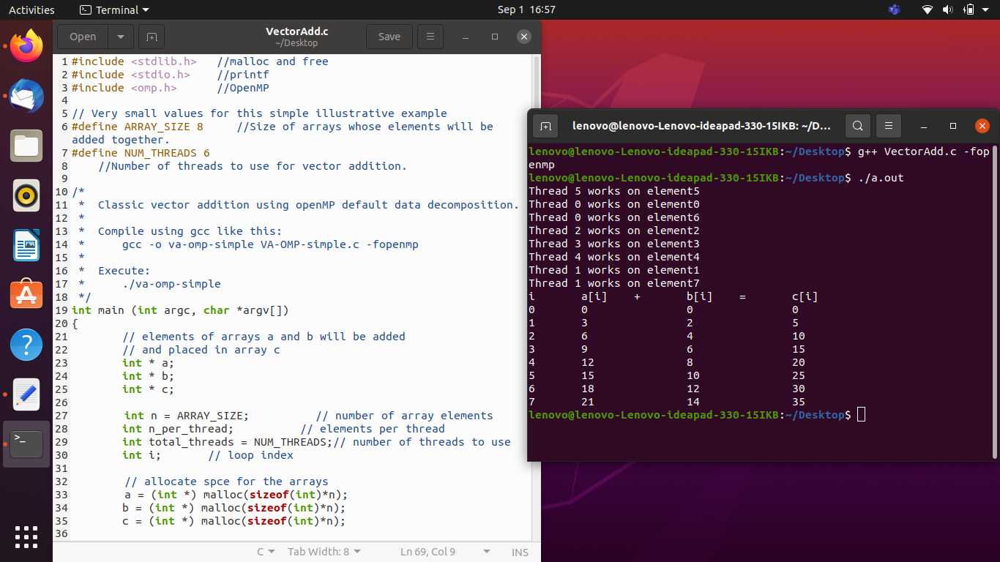 Activities
Terminal
Sep 1 16:57
Open
VectorAdd.c
~/Desktop
Save
1 #include <stdlib.h> //malloc and free
2 #include <stdio.h> //printf
3 #include <omp.h> //OpenMP
4
5 // Very small values for this simple illustrative example
6 #define ARRAY_SIZE 8 //Size of arrays whose elements will be
added together.
7 #define NUM_THREADS 6
8 //Number of threads to use for vector addition.
9
10 /*
11 * Classic vector addition using openMP default data decomposition.
12 *
13 * Compile using gcc like this:
14 * gcc -o va-omp-simple VA-OMP-simple.c -fopenmp
15 *
16 * Execute:
17 * ./va-omp-simple
18 */
19 int main (int argc, char *argv[])
20 {
21 // elements of arrays a and b will be added
22 // and placed in array c
23 int * a;
24 int * b;
25 int * c;
26
27 int n = ARRAY_SIZE; // number of array elements
28 int n_per_thread; // elements per thread
29 int total_threads = NUM_THREADS;// number of threads to use
30 int i; // loop index
31
32 // allocate spce for the arrays
33 a = (int *) malloc(sizeof(int)*n);
34 b = (int *) malloc(sizeof(int)*n);
35 c = (int *) malloc(sizeof(int)*n);
36
C
Tab Width: 8
Ln 69, Col 9
INS
lenovo@lenovo-Lenovo-ideapad-330-15IKB: ~/D...
lenovo@lenovo-Lenovo-ideapad-330-15IKB:~/Desktop$ g++ VectorAdd.c -fop
enmp
lenovo@lenovo-Lenovo-ideapad-330-15IKB:~/Desktop$ ./a.out
Thread 5 works on element5
Thread 0 works on element0
Thread 0 works on element6
Thread 2 works on element2
Thread 3 works on element3
Thread 4 works on element4
Thread 1 works on element1
Thread 1 works on element7
i a[i] + b[i] = c[i]
0 0 0 0
1 3 2 5
2 6 4 10
3 9 6 15
4 12 8 20
5 15 10 25
6 18 12 30
7 21 14 35
lenovo@lenovo-Lenovo-ideapad-330-15IKB:~/Desktop$